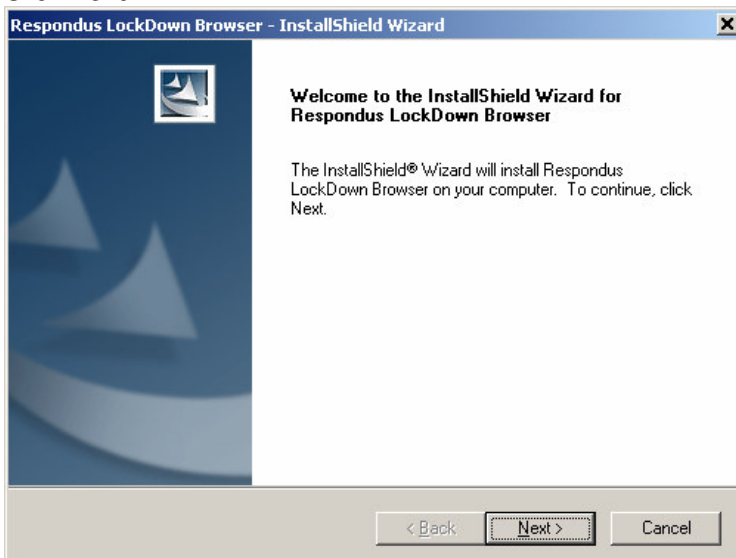 Respondus LockDown Browser - InstallShield Wizard
Welcome to the InstallShield Wizard for
Respondus LockDown Browser
The InstallShield® Wizard will install Respondus
LockDown Browser on your computer. To continue, click
Next.
< Back
Next >
Cancel